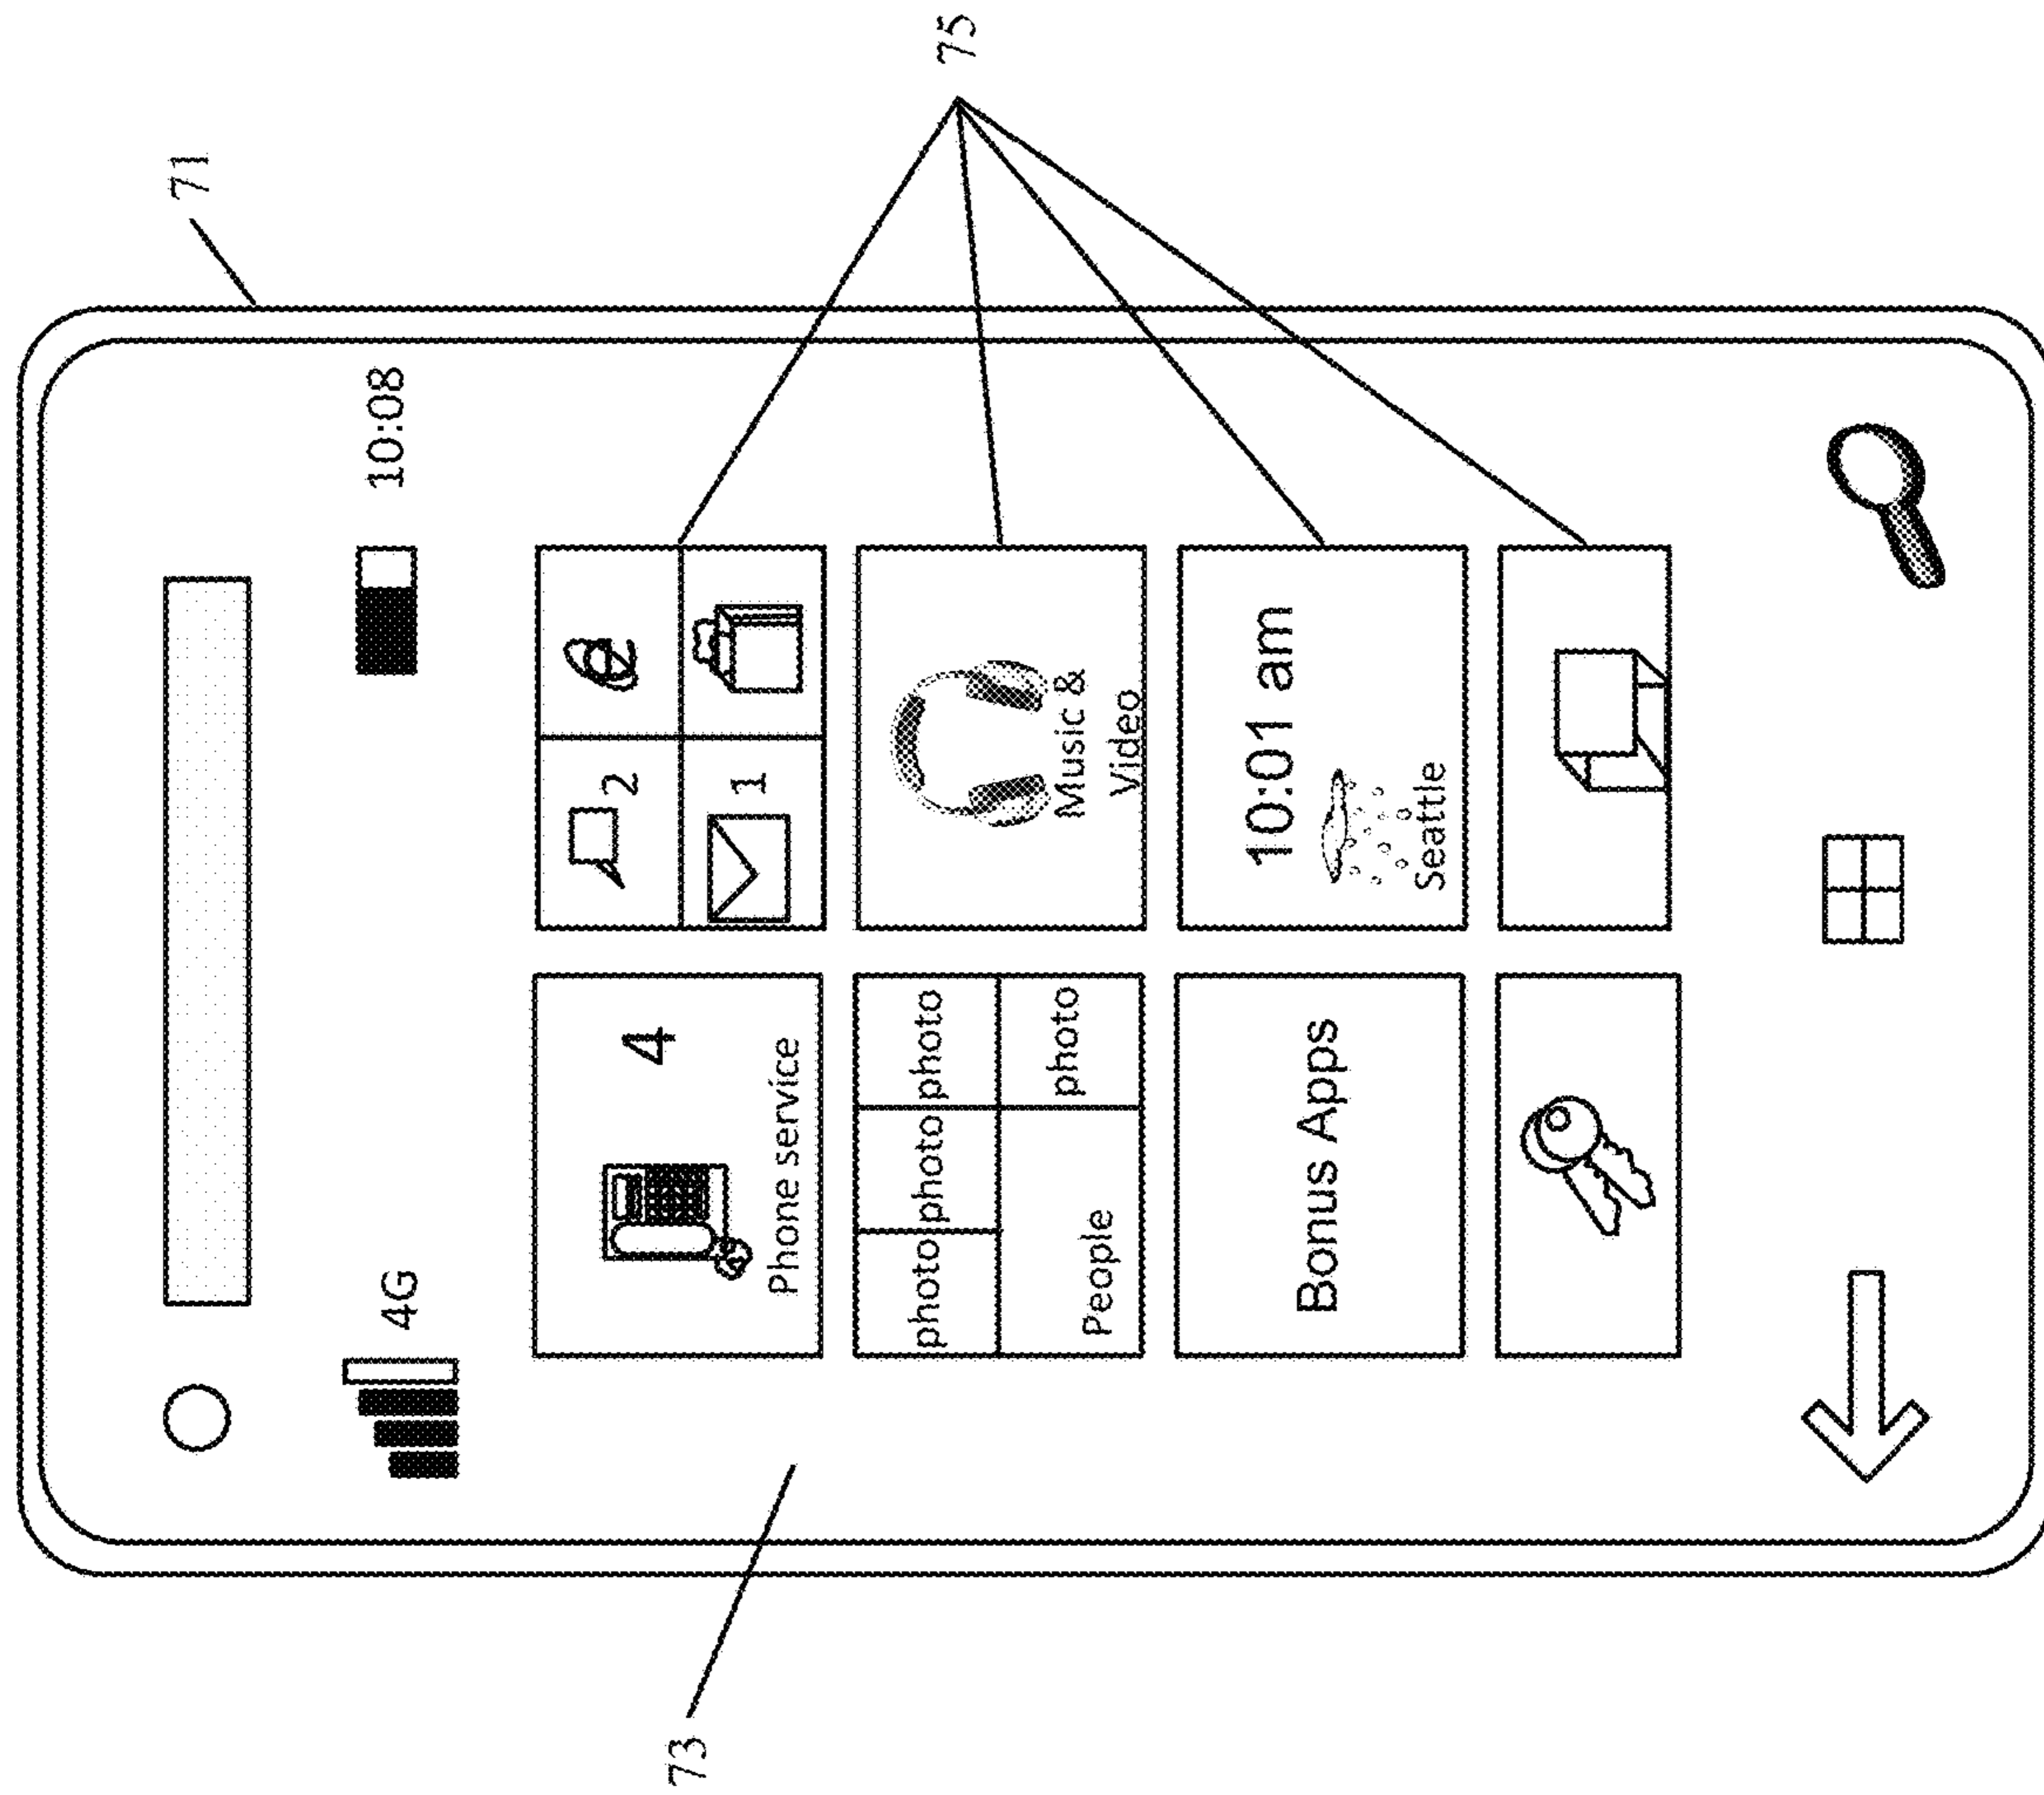 71
4G
10:08
4
Phone service
2
1
75
photo
photo
photo
photo
People
Music &
Video
73
Bonus Apps
10:01 am
Seattle